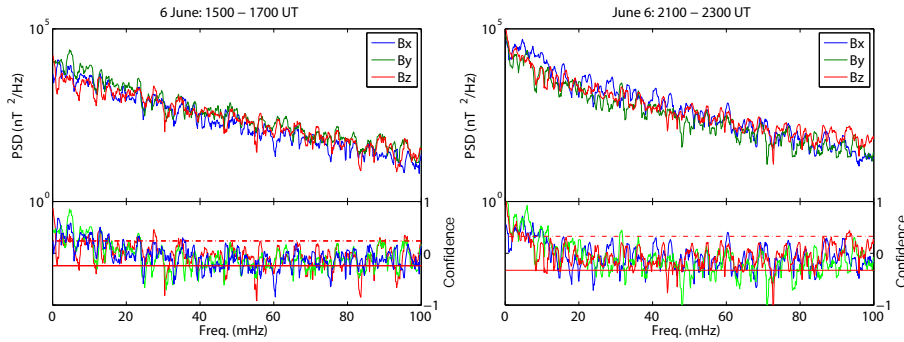 6 June: 1500 – 1700 UT
10^5
Bx
By
Bz
PSD (nT ^2/Hz)
10^0
1
0
−1
Confidence
0 20 40 60 80 100
Freq. (mHz)
June 6: 2100 – 2300 UT
10^5
Bx
By
Bz
PSD (nT ^2/Hz)
10^0
1
0
−1
Confidence
0 20 40 60 80 100
Freq. (mHz)